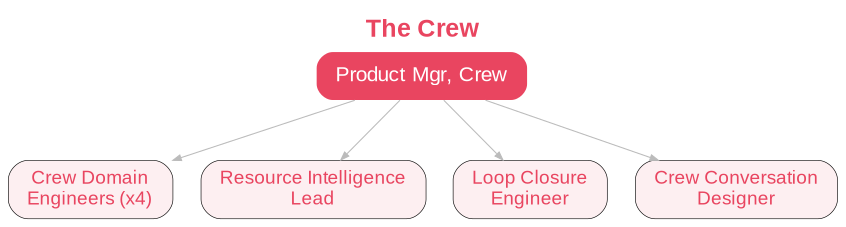 The Crew
Product Mgr, Crew
Crew Domain
Engineers (x4)
Resource Intelligence
Lead
Loop Closure
Engineer
Crew Conversation
Designer